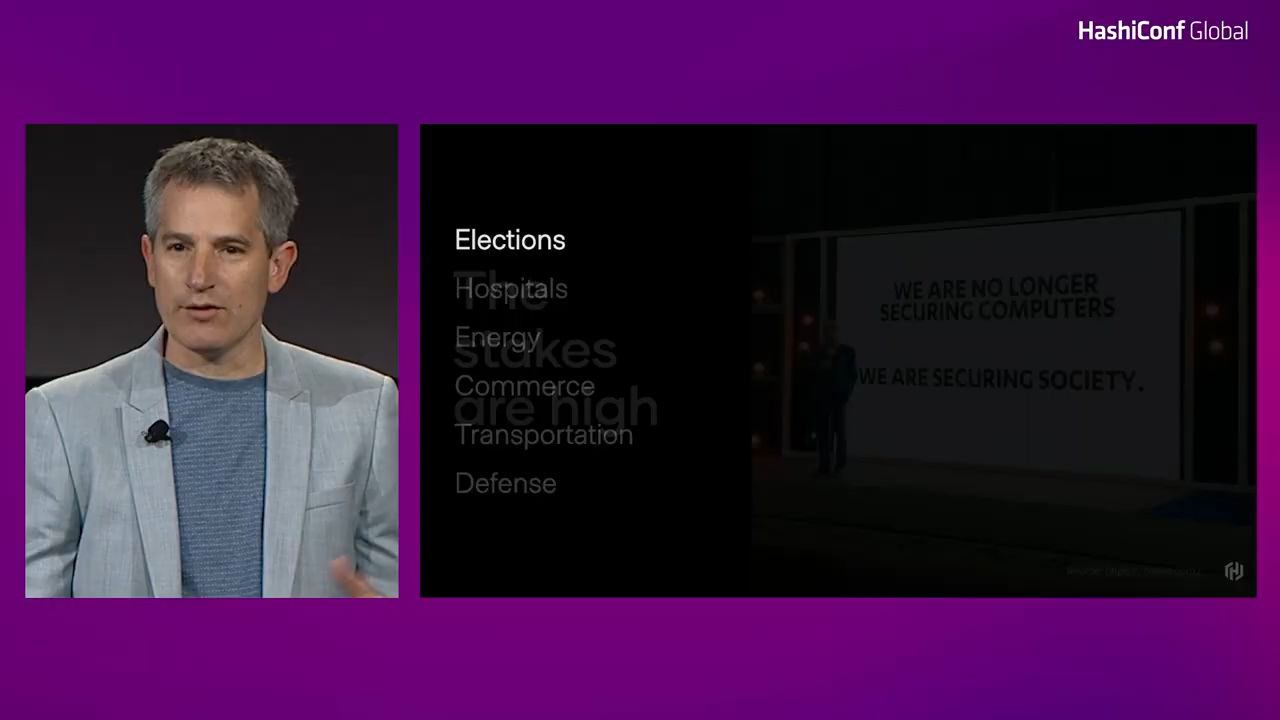 HashiConf Global
Elections
Hospitals
Energy
Commerce
Transportation
Defense
The
stakes
are high
WE ARE NO LONGER
SECURING COMPUTERS
WE ARE SECURING SOCIETY.